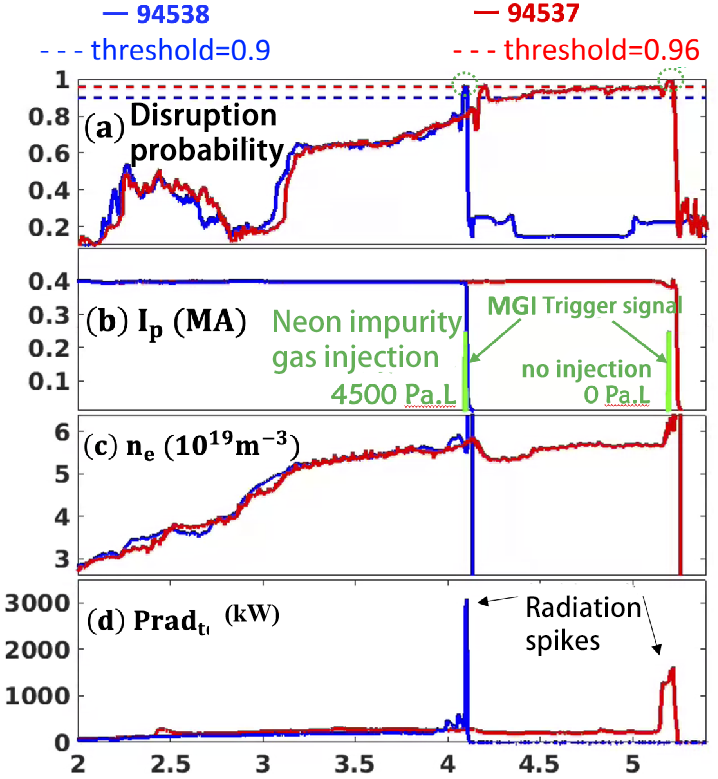 — 94538
— 94537
--- threshold=0.9
--- threshold=0.96
1
0.8
0.6
0.4
0.2
(a) Disruption
probability
0.4
0.3
0.2
0.1
(b) Iₚ (MA)
Neon impurity
gas injection
4500 Pa.L
MGI Trigger signal
no injection
0 Pa.L
6
5
4
3
(c) nₑ (10¹⁹m⁻³)
3000
2000
1000
0
(d) Prad (kW)
Radiation
spikes
2 2.5 3 3.5 4 4.5 5